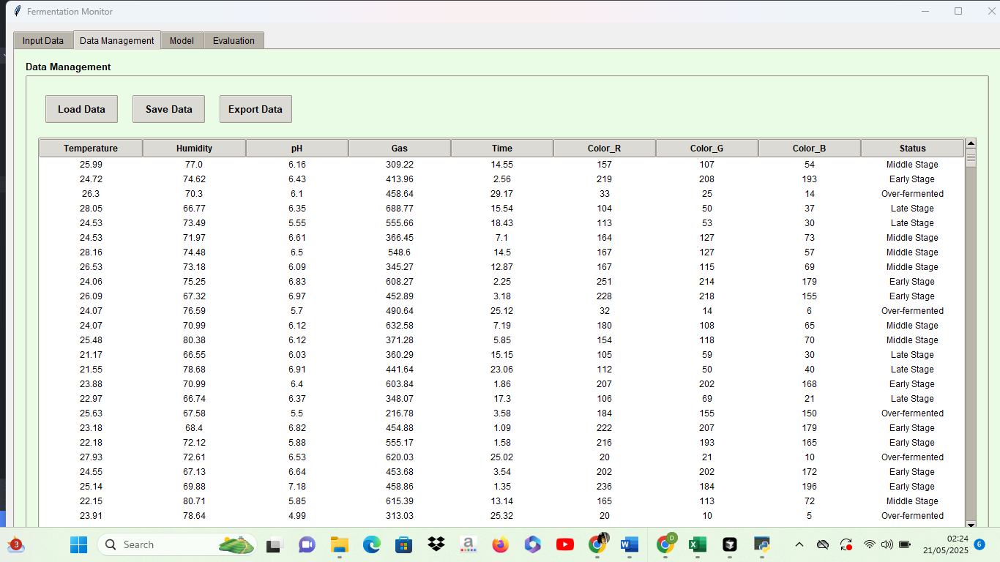 Fermentation Monitor
Input Data Data Management Model Evaluation
Data Management
Load Data Save Data Export Data
Temperature Humidity pH Gas Time Color_R Color_G Color_B Status
25.99 77.0 6.16 309.22 14.55 157 107 54 Middle Stage
24.72 74.62 6.43 413.96 2.56 219 208 193 Early Stage
26.3 70.3 6.1 458.64 29.17 33 25 14 Over-fermented
28.05 66.77 6.35 688.77 15.54 104 50 37 Late Stage
24.53 73.49 5.55 555.66 18.43 113 53 30 Late Stage
24.53 71.97 6.61 366.45 7.1 164 127 73 Middle Stage
28.16 74.48 6.5 548.6 14.5 167 127 57 Middle Stage
26.53 73.18 6.09 345.27 12.87 167 115 69 Middle Stage
24.06 75.25 6.83 608.27 2.25 251 214 179 Early Stage
26.09 67.32 6.97 452.89 3.18 228 218 155 Early Stage
24.07 76.59 5.7 490.64 25.12 32 14 6 Over-fermented
24.07 70.99 6.12 632.58 7.19 180 108 65 Middle Stage
25.48 80.38 6.12 371.28 5.85 154 118 70 Middle Stage
21.17 66.55 6.03 360.29 15.15 105 59 30 Late Stage
21.55 78.68 6.91 441.64 23.06 112 50 40 Late Stage
23.88 70.99 6.4 603.84 1.86 207 202 168 Early Stage
22.97 66.74 6.37 348.07 17.3 106 69 21 Late Stage
25.63 67.58 5.5 216.78 3.58 184 155 150 Over-fermented
23.18 68.4 6.82 454.88 1.09 222 207 179 Early Stage
22.18 72.12 5.88 555.17 1.58 216 193 165 Early Stage
27.93 72.61 6.53 620.03 25.02 20 21 10 Over-fermented
24.55 67.13 6.64 453.68 3.54 202 202 172 Early Stage
25.14 69.88 7.18 458.86 1.35 236 184 196 Early Stage
22.15 80.71 5.85 615.39 13.14 165 113 72 Middle Stage
23.91 78.64 4.99 313.03 25.32 20 10 5 Over-fermented
3 Search a D 02:24 6
21/05/2025